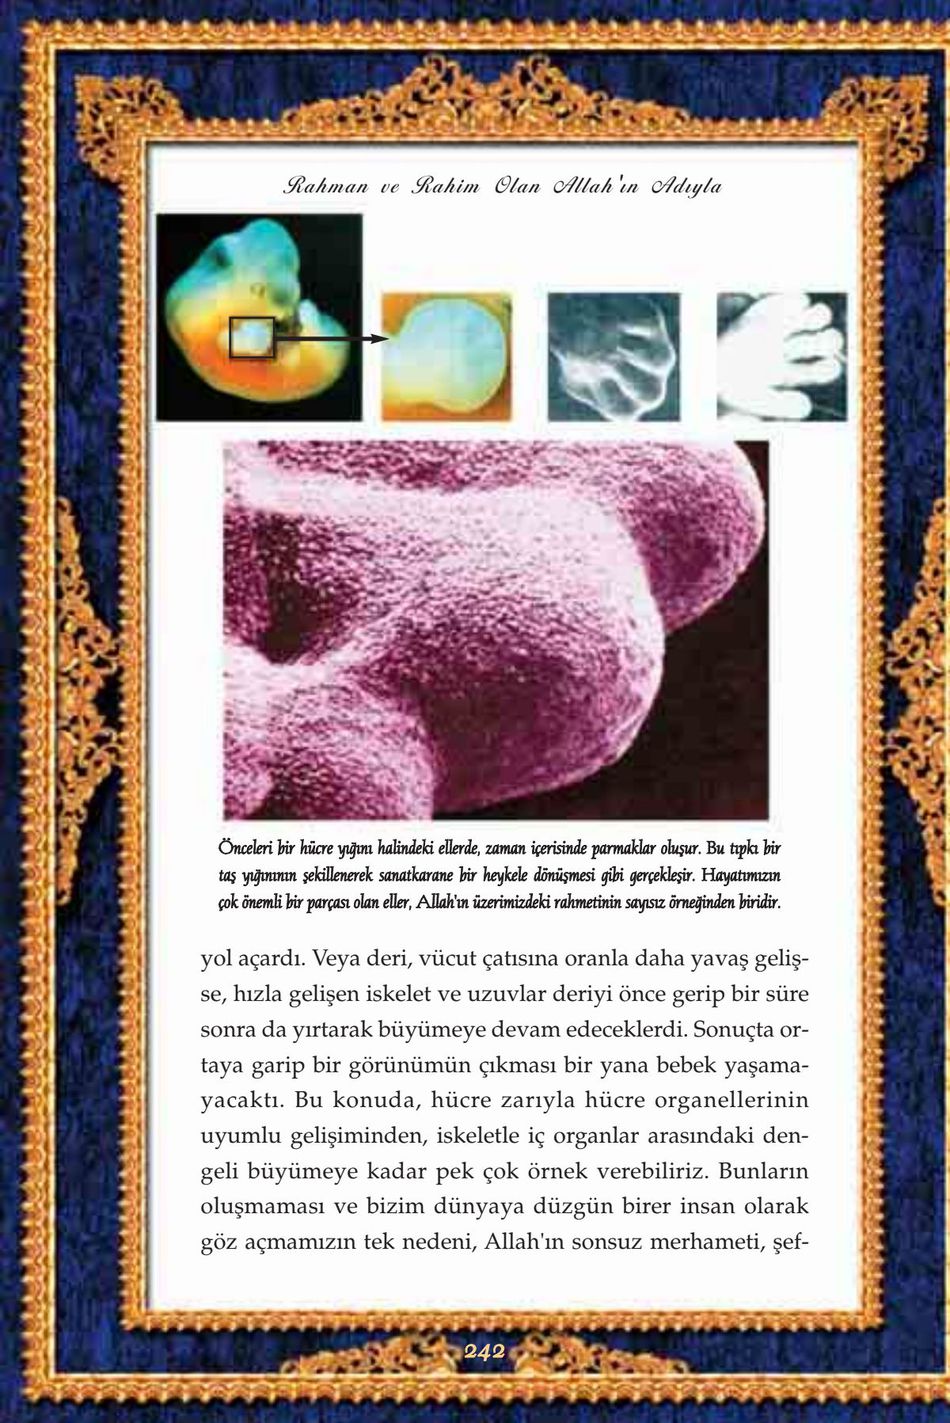 Rahman ve Rahim Olan Allah'ın Adıyla
Önceleri bir hücre yığını halindeki ellerde, zaman içerisinde parmaklar oluşur. Bu tıpkı bir
taş yığınının şekillenerek sanatkarane bir heykele dönüşmesi gibi gerçekleşir. Hayatımızın
çok önemli bir parçası olan eller, Allah'ın üzerimizdeki rahmetinin sayısız örneğinden biridir.
yol açardı. Veya deri, vücut çatısına oranla daha yavaş geliş-
se, hızla gelişen iskelet ve uzuvlar deriyi önce gerip bir süre
sonra da yırtarak büyümeye devam edeceklerdi. Sonuçta or-
taya garip bir görünümün çıkması bir yana bebek yaşama-
yacaktı. Bu konuda, hücre zarıyla hücre organellerinin
uyumlu gelişiminden, iskeletle iç organlar arasındaki den-
geli büyümeye kadar pek çok örnek verebiliriz. Bunların
oluşmaması ve bizim dünyaya düzgün birer insan olarak
göz açmamızın tek nedeni, Allah'ın sonsuz merhameti, şef-
242